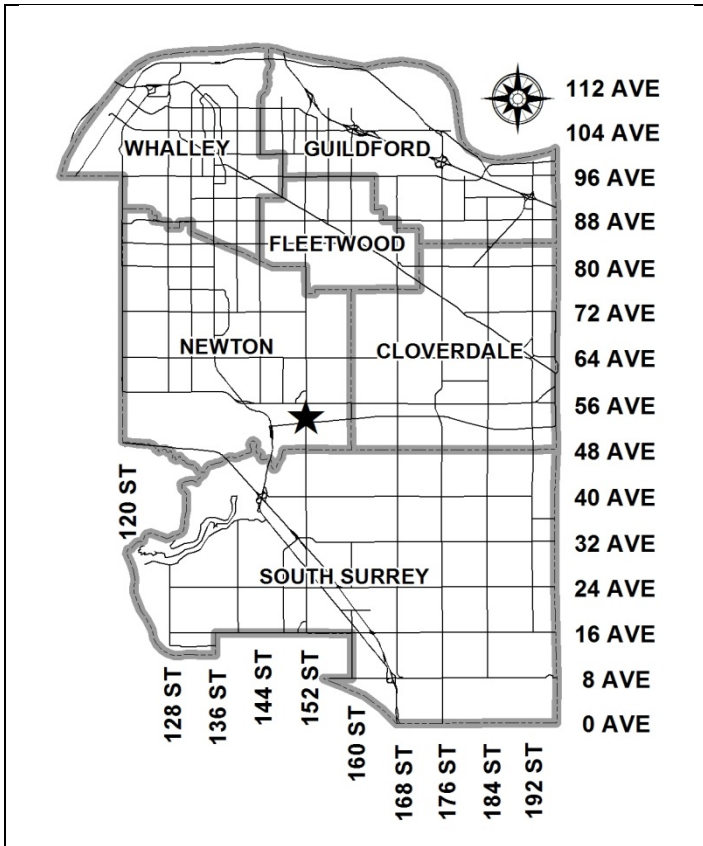 112 AVE
104 AVE
WHALLEY
GUILDFORD
96 AVE
88 AVE
FLEETWOOD
80 AVE
72 AVE
NEWTON
CLOVERDALE
64 AVE
56 AVE
48 AVE
120 ST
40 AVE
32 AVE
SOUTH SURREY
24 AVE
16 AVE
128 ST
136 ST
144 ST
152 ST
160 ST
8 AVE
0 AVE
168 ST
176 ST
184 ST
192 ST